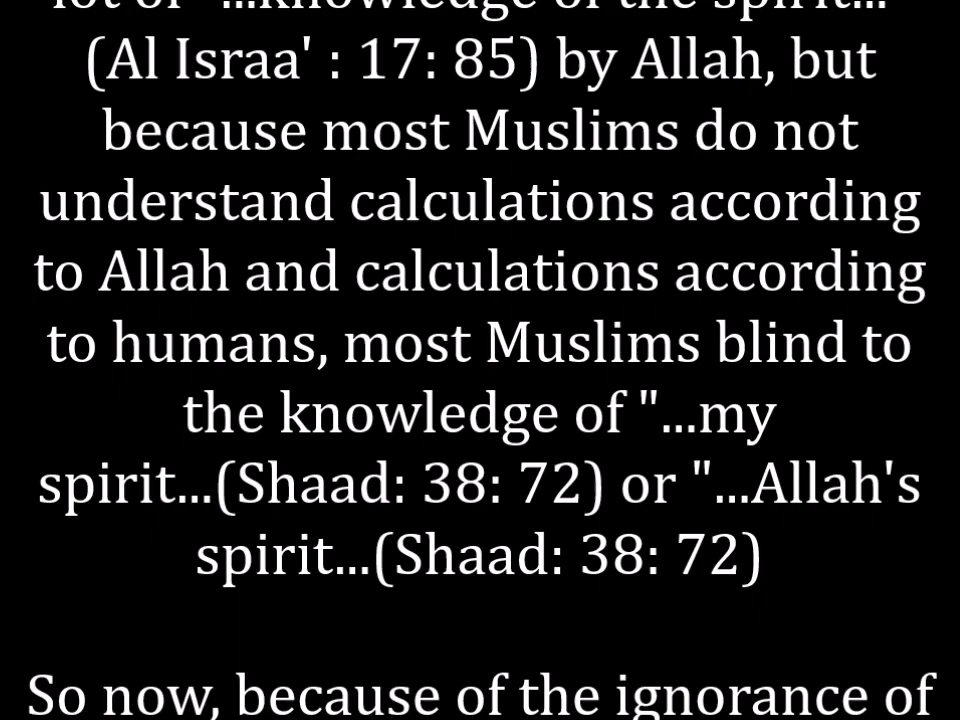 lot of "...knowledge of the spirit..."
(Al Israa' : 17: 85) by Allah, but
because most Muslims do not
understand calculations according
to Allah and calculations according
to humans, most Muslims blind to
the knowledge of "...my
spirit...(Shaad: 38: 72) or "...Allah's
spirit...(Shaad: 38: 72)
So now, because of the ignorance of